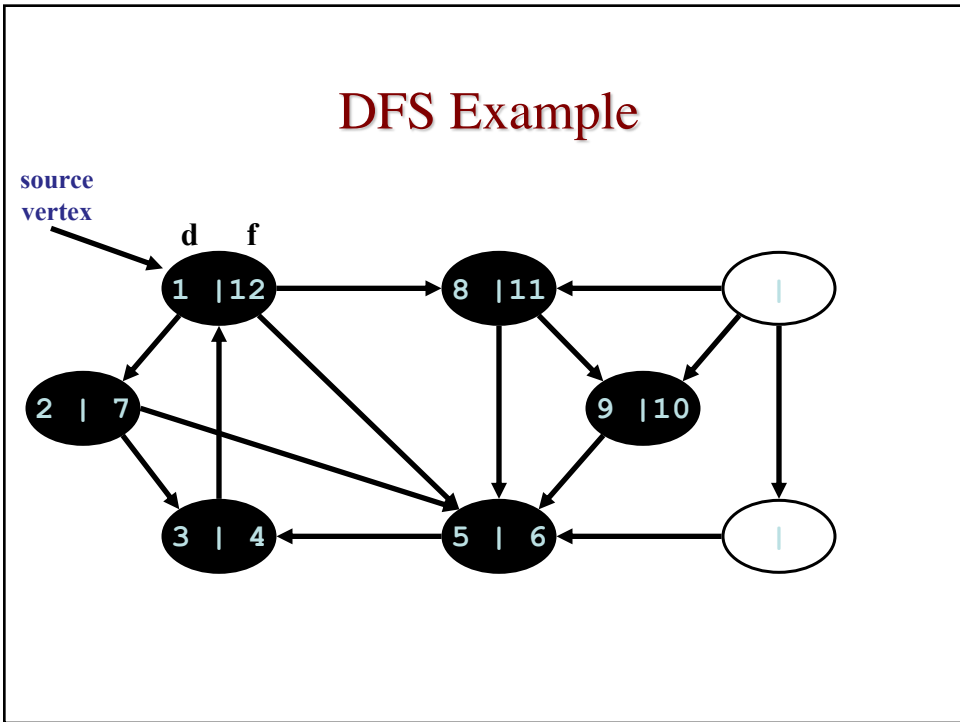 DFS Example
source
vertex
d f
1 |12
8 |11
|
2 | 7
9 |10
3 | 4
5 | 6
|